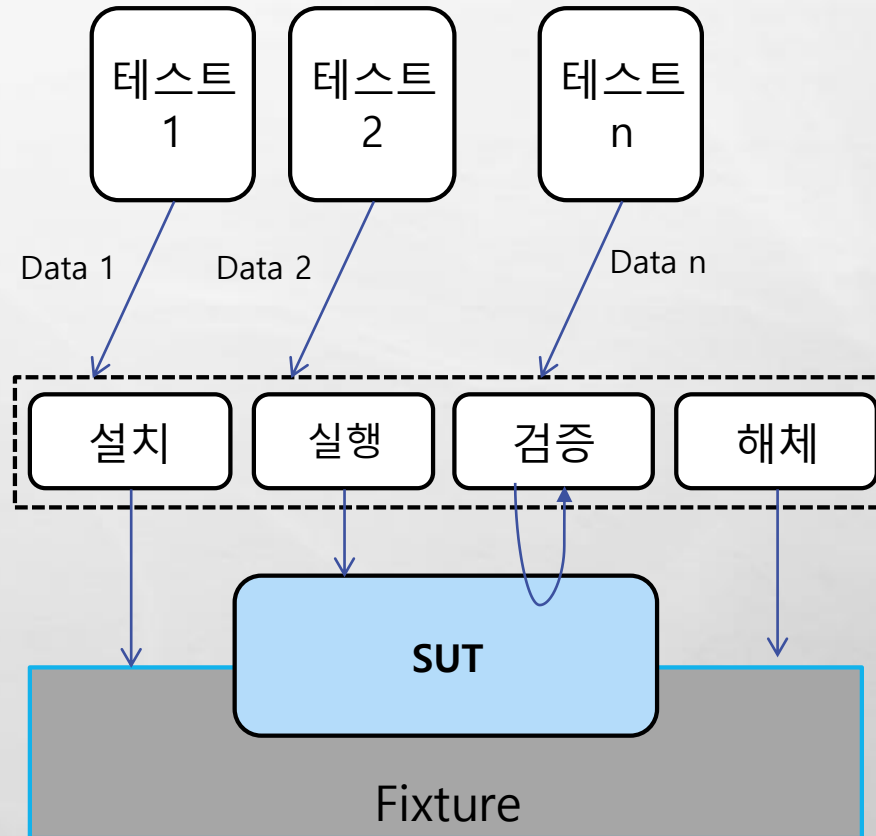 테스트
1
테스트
2
테스트
n
Data 1
Data 2
Data n
설치
실행
검증
해체
SUT
Fixture